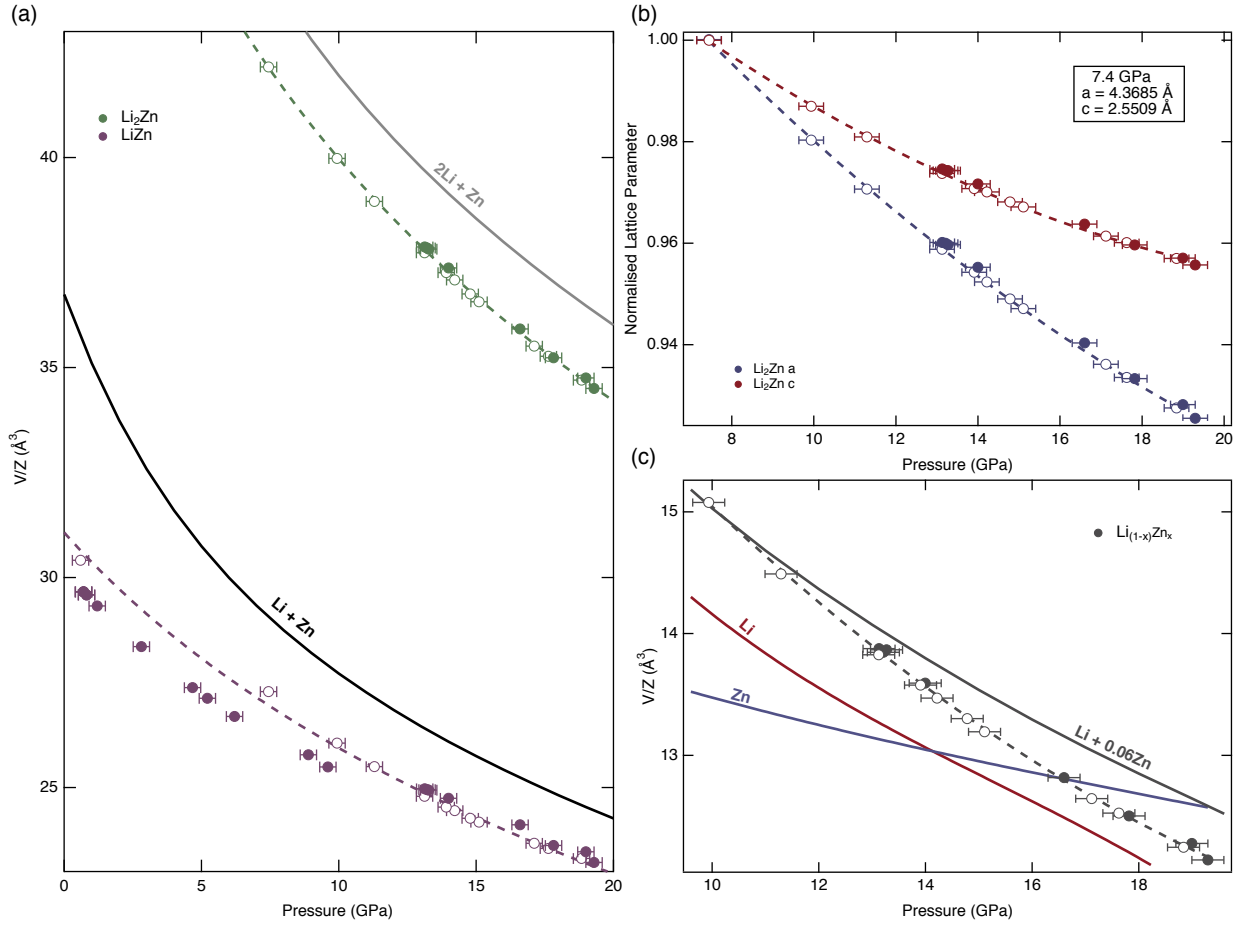 (a)
Li₂Zn
LiZn
2Li + Zn
Li + Zn
40
35
30
25
V/Z (Å³)
0
5
10
15
20
Pressure (GPa)
(b)
1.00
0.98
0.96
0.94
Normalised Lattice Parameter
7.4 GPa
a = 4.3685 Å
c = 2.5509 Å
Li₂Zn a
Li₂Zn c
8
10
12
14
16
18
20
Pressure (GPa)
(c)
15
14
13
V/Z (Å³)
Li₍₁₋ₓ₎Znₓ
Li
Zn
Li + 0.06Zn
10
12
14
16
18
Pressure (GPa)